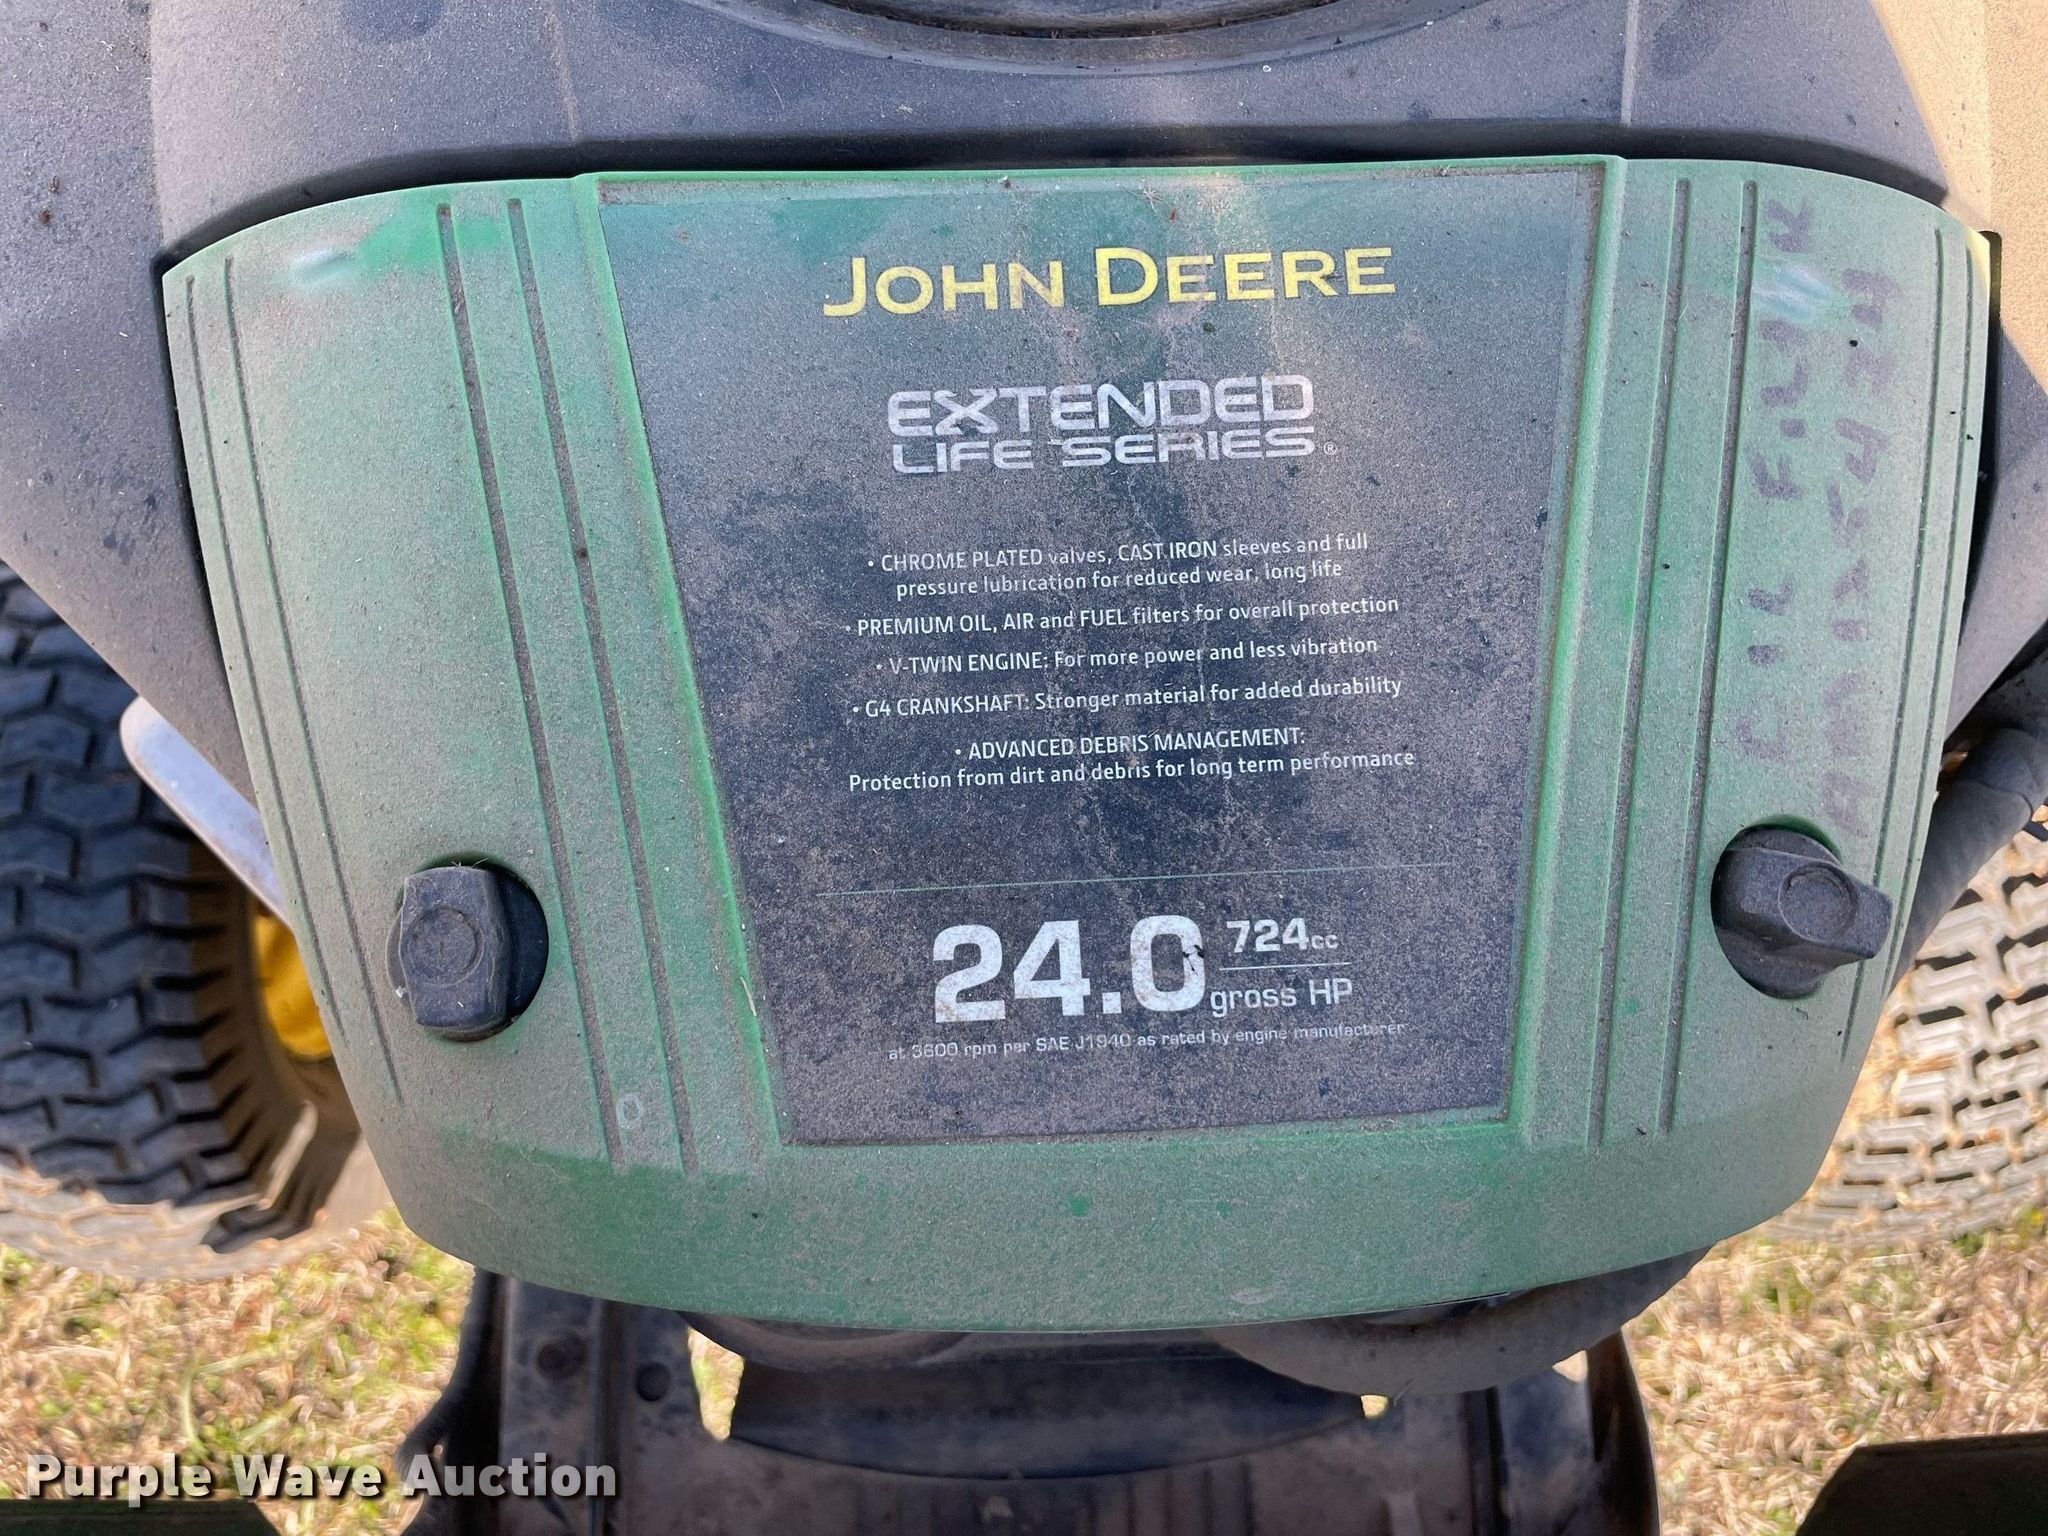 JOHN DEERE
EXTENDED
LIFE SERIES®
• CHROME PLATED valves, CAST IRON sleeves and full
pressure lubrication for reduced wear, long life
• PREMIUM OIL, AIR and FUEL filters for overall protection
• V-TWIN ENGINE: For more power and less vibration
• G4 CRANKSHAFT: Stronger material for added durability
• ADVANCED DEBRIS MANAGEMENT:
Protection from dirt and debris for long term performance
24.0 724cc
gross HP
at 3600 rpm per SAE J1940 as rated by engine manufacturer
OIL
Purple Wave Auction